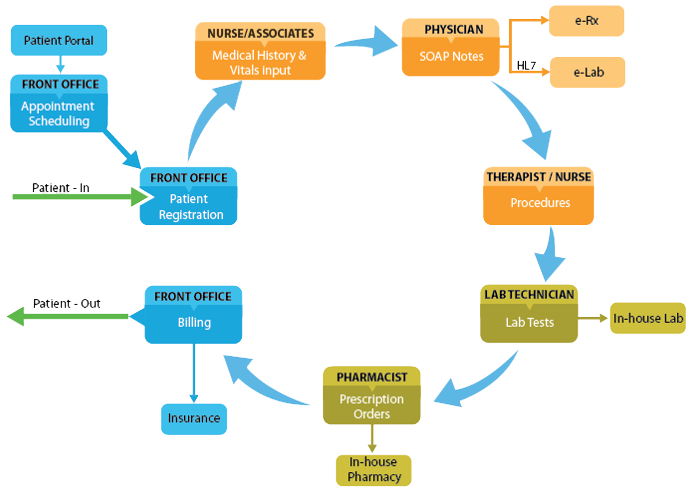 Patient Portal
FRONT OFFICE
Appointment
Scheduling
Patient - In
FRONT OFFICE
Patient
Registration
NURSE/ASSOCIATES
Medical History &
Vitals Input
PHYSICIAN
SOAP Notes
HL7
e-Rx
e-Lab
THERAPIST / NURSE
Procedures
LAB TECHNICIAN
Lab Tests
In-house Lab
PHARMACIST
Prescription
Orders
In-house
Pharmacy
FRONT OFFICE
Billing
Insurance
Patient - Out